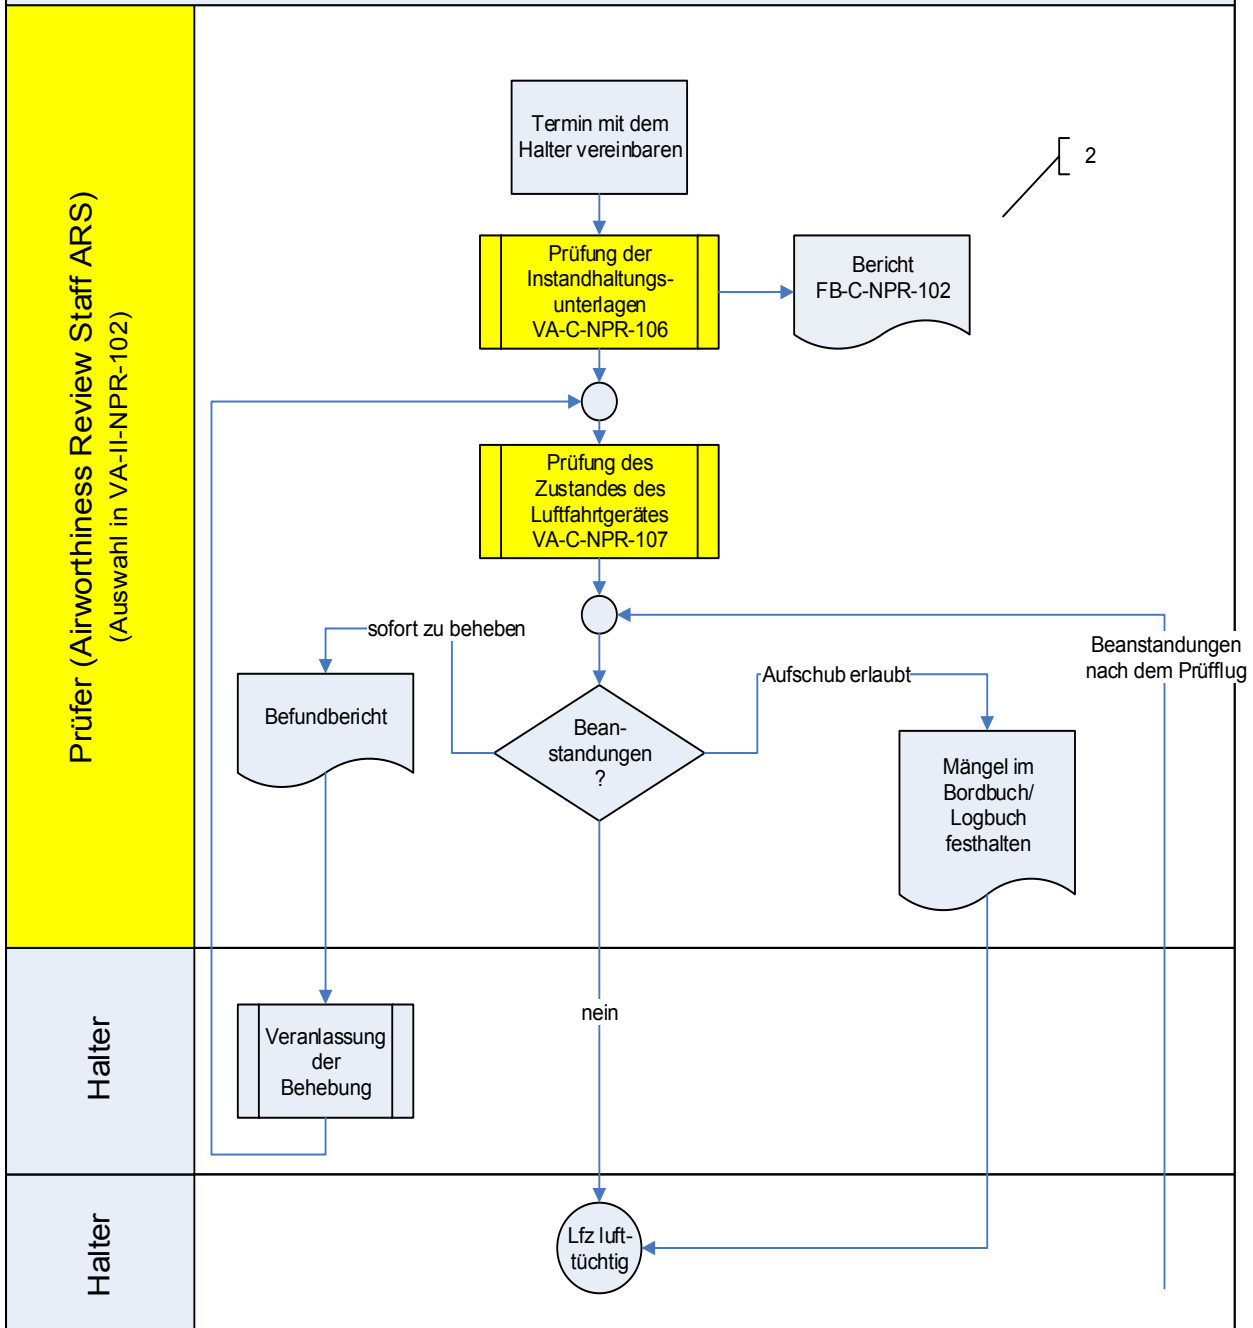 Prüfer (Airworthiness Review Staff ARS)
(Auswahl in VA-II-NPR-102)
Termin mit dem
Halter vereinbaren
2
Prüfung der
Instandhaltungs-
unterlagen
VA-C-NPR-106
Bericht
FB-C-NPR-102
Prüfung des
Zustandes des
Luftfahrtgerätes
VA-C-NPR-107
sofort zu beheben
Beanstandungen
nach dem Prüfflug
Aufschub erlaubt
Befundbericht
Bean-
standungen
?
Mängel im
Bordbuch/
Logbuch
festhalten
Halter
nein
Veranlassung
der
Behebung
Halter
Lfz luft-
tüchtig